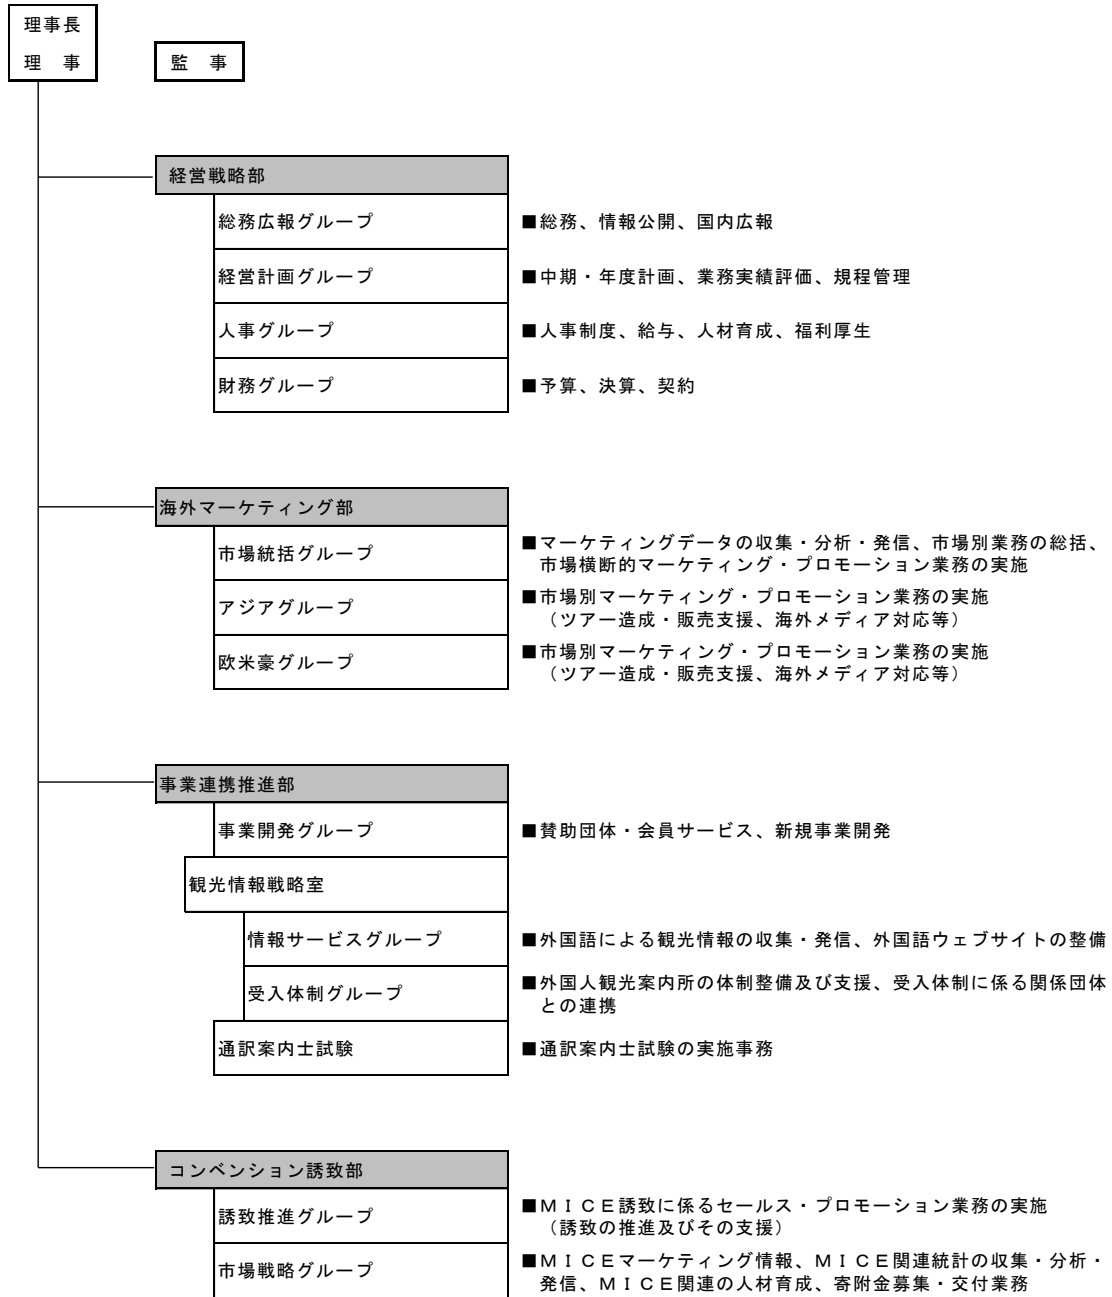 理事長
理　事
監　事
経営戦略部
総務広報グループ
■総務、情報公開、国内広報
経営計画グループ
■中期・年度計画、業務実績評価、規程管理
人事グループ
■人事制度、給与、人材育成、福利厚生
財務グループ
■予算、決算、契約
海外マーケティング部
市場統括グループ
■マーケティングデータの収集・分析・発信、市場別業務の総括、
市場横断的マーケティング・プロモーション業務の実施
アジアグループ
■市場別マーケティング・プロモーション業務の実施
（ツアー造成・販売支援、海外メディア対応等）
欧米豪グループ
■市場別マーケティング・プロモーション業務の実施
（ツアー造成・販売支援、海外メディア対応等）
事業連携推進部
事業開発グループ
■賛助団体・会員サービス、新規事業開発
観光情報戦略室
情報サービスグループ
■外国語による観光情報の収集・発信、外国語ウェブサイトの整備
受入体制グループ
■外国人観光案内所の体制整備及び支援、受入体制に係る関係団体
との連携
通訳案内士試験
■通訳案内士試験の実施事務
コンベンション誘致部
誘致推進グループ
■ＭＩＣＥ誘致に係るセールス・プロモーション業務の実施
（誘致の推進及びその支援）
市場戦略グループ
■ＭＩＣＥマーケティング情報、ＭＩＣＥ関連統計の収集・分析・
発信、ＭＩＣＥ関連の人材育成、寄附金募集・交付業務